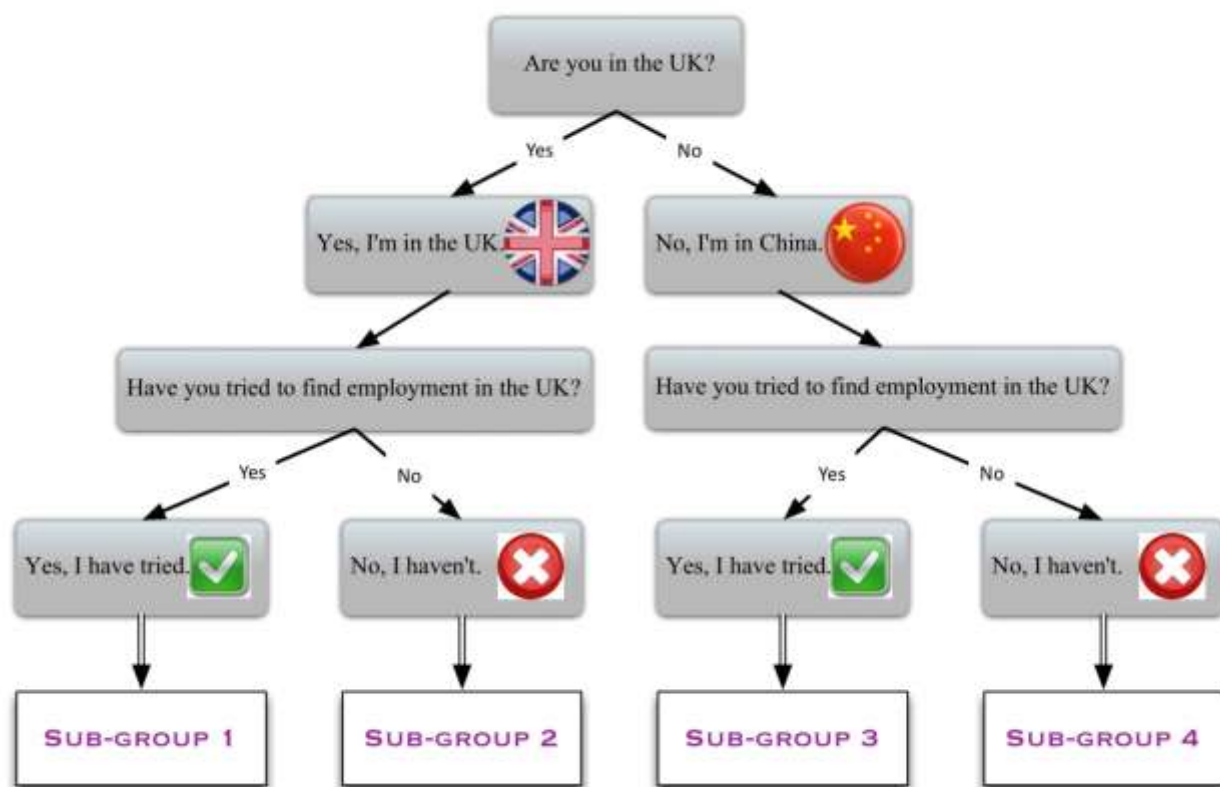 Are you in the UK?
Yes
No
Yes, I'm in the UK.
No, I'm in China.
Have you tried to find employment in the UK?
Have you tried to find employment in the UK?
Yes
No
Yes
No
Yes, I have tried.
No, I haven't.
Yes, I have tried.
No, I haven't.
SUB-GROUP 1
SUB-GROUP 2
SUB-GROUP 3
SUB-GROUP 4